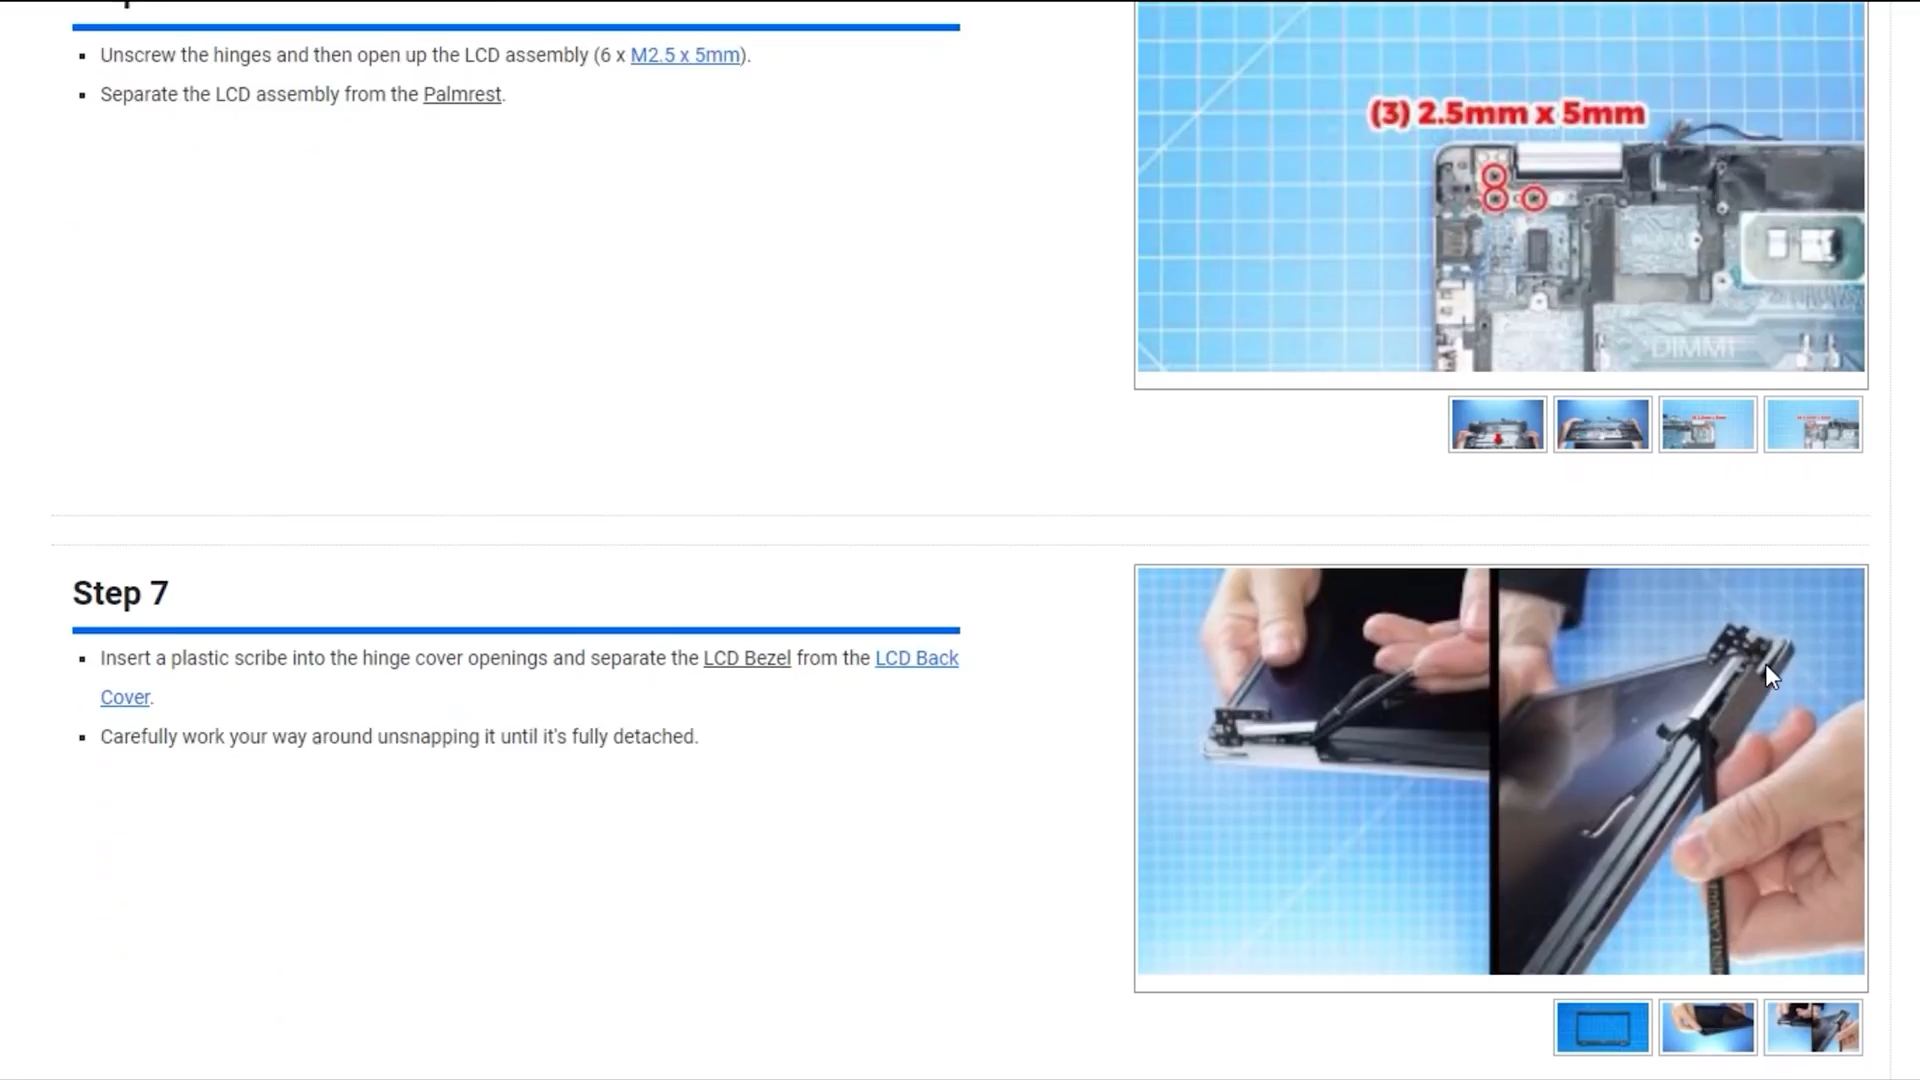 Unscrew the hinges and then open up the LCD assembly (6 x M2.5 x 5mm).
Separate the LCD assembly from the Palmrest.
(3) 2.5mm x 5mm
DIMM1
Step 7
Insert a plastic scribe into the hinge cover openings and separate the LCD Bezel from the LCD Back
Cover.
Carefully work your way around unsnapping it until it's fully detached.